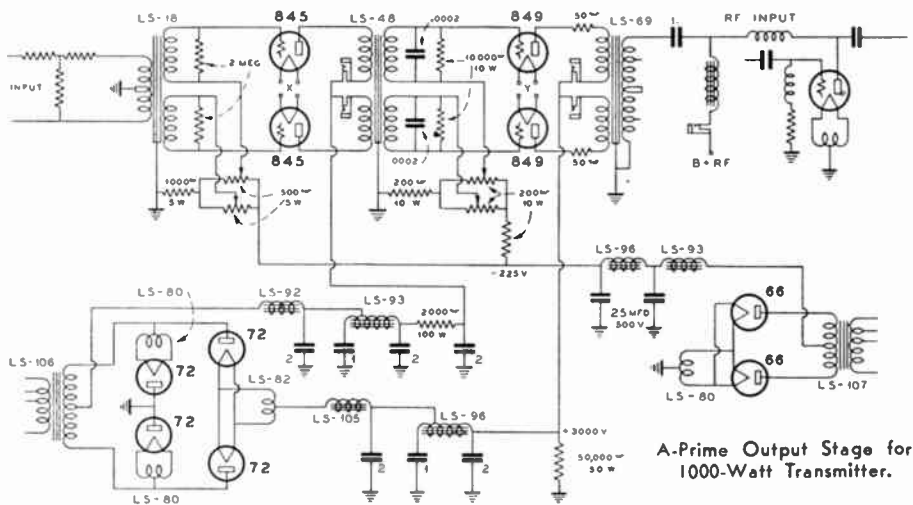 LS-18
845
LS-48
.0002
849
50 ω
LS-69
1.
RF INPUT
2 MEG
10000 ω
10 W
INPUT
X
Y
.0002
845
849
50 ω
B+RF
1000 ω
5 W
500 ω
5 W
200 ω
10 W
200 ω
10 W
-225 V
LS-96
LS-93
LS-80
LS-92
LS-93
2000 ω
100 W
25 MFD
500 V
66
LS-106
72
72
2
1
2
2
66
LS-82
LS-80
LS-107
72
LS-105
LS-96
+3000 V
72
2
1
2
50,000 ω
50 W
LS-80
A-Prime Output Stage for
1000-Watt Transmitter.